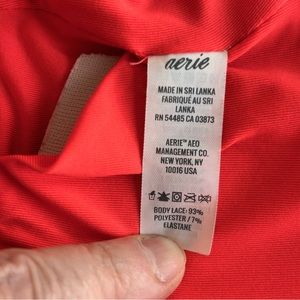 aerie
MADE IN SRI LANKA
FABRIQUÉ AU SRI
LANKA
RN 54485 CA 03873
AERIE™ AEO
MANAGEMENT CO.
NEW YORK, NY
10016 USA
BODY LACE: 93%
POLYESTER / 7%
ELASTANE